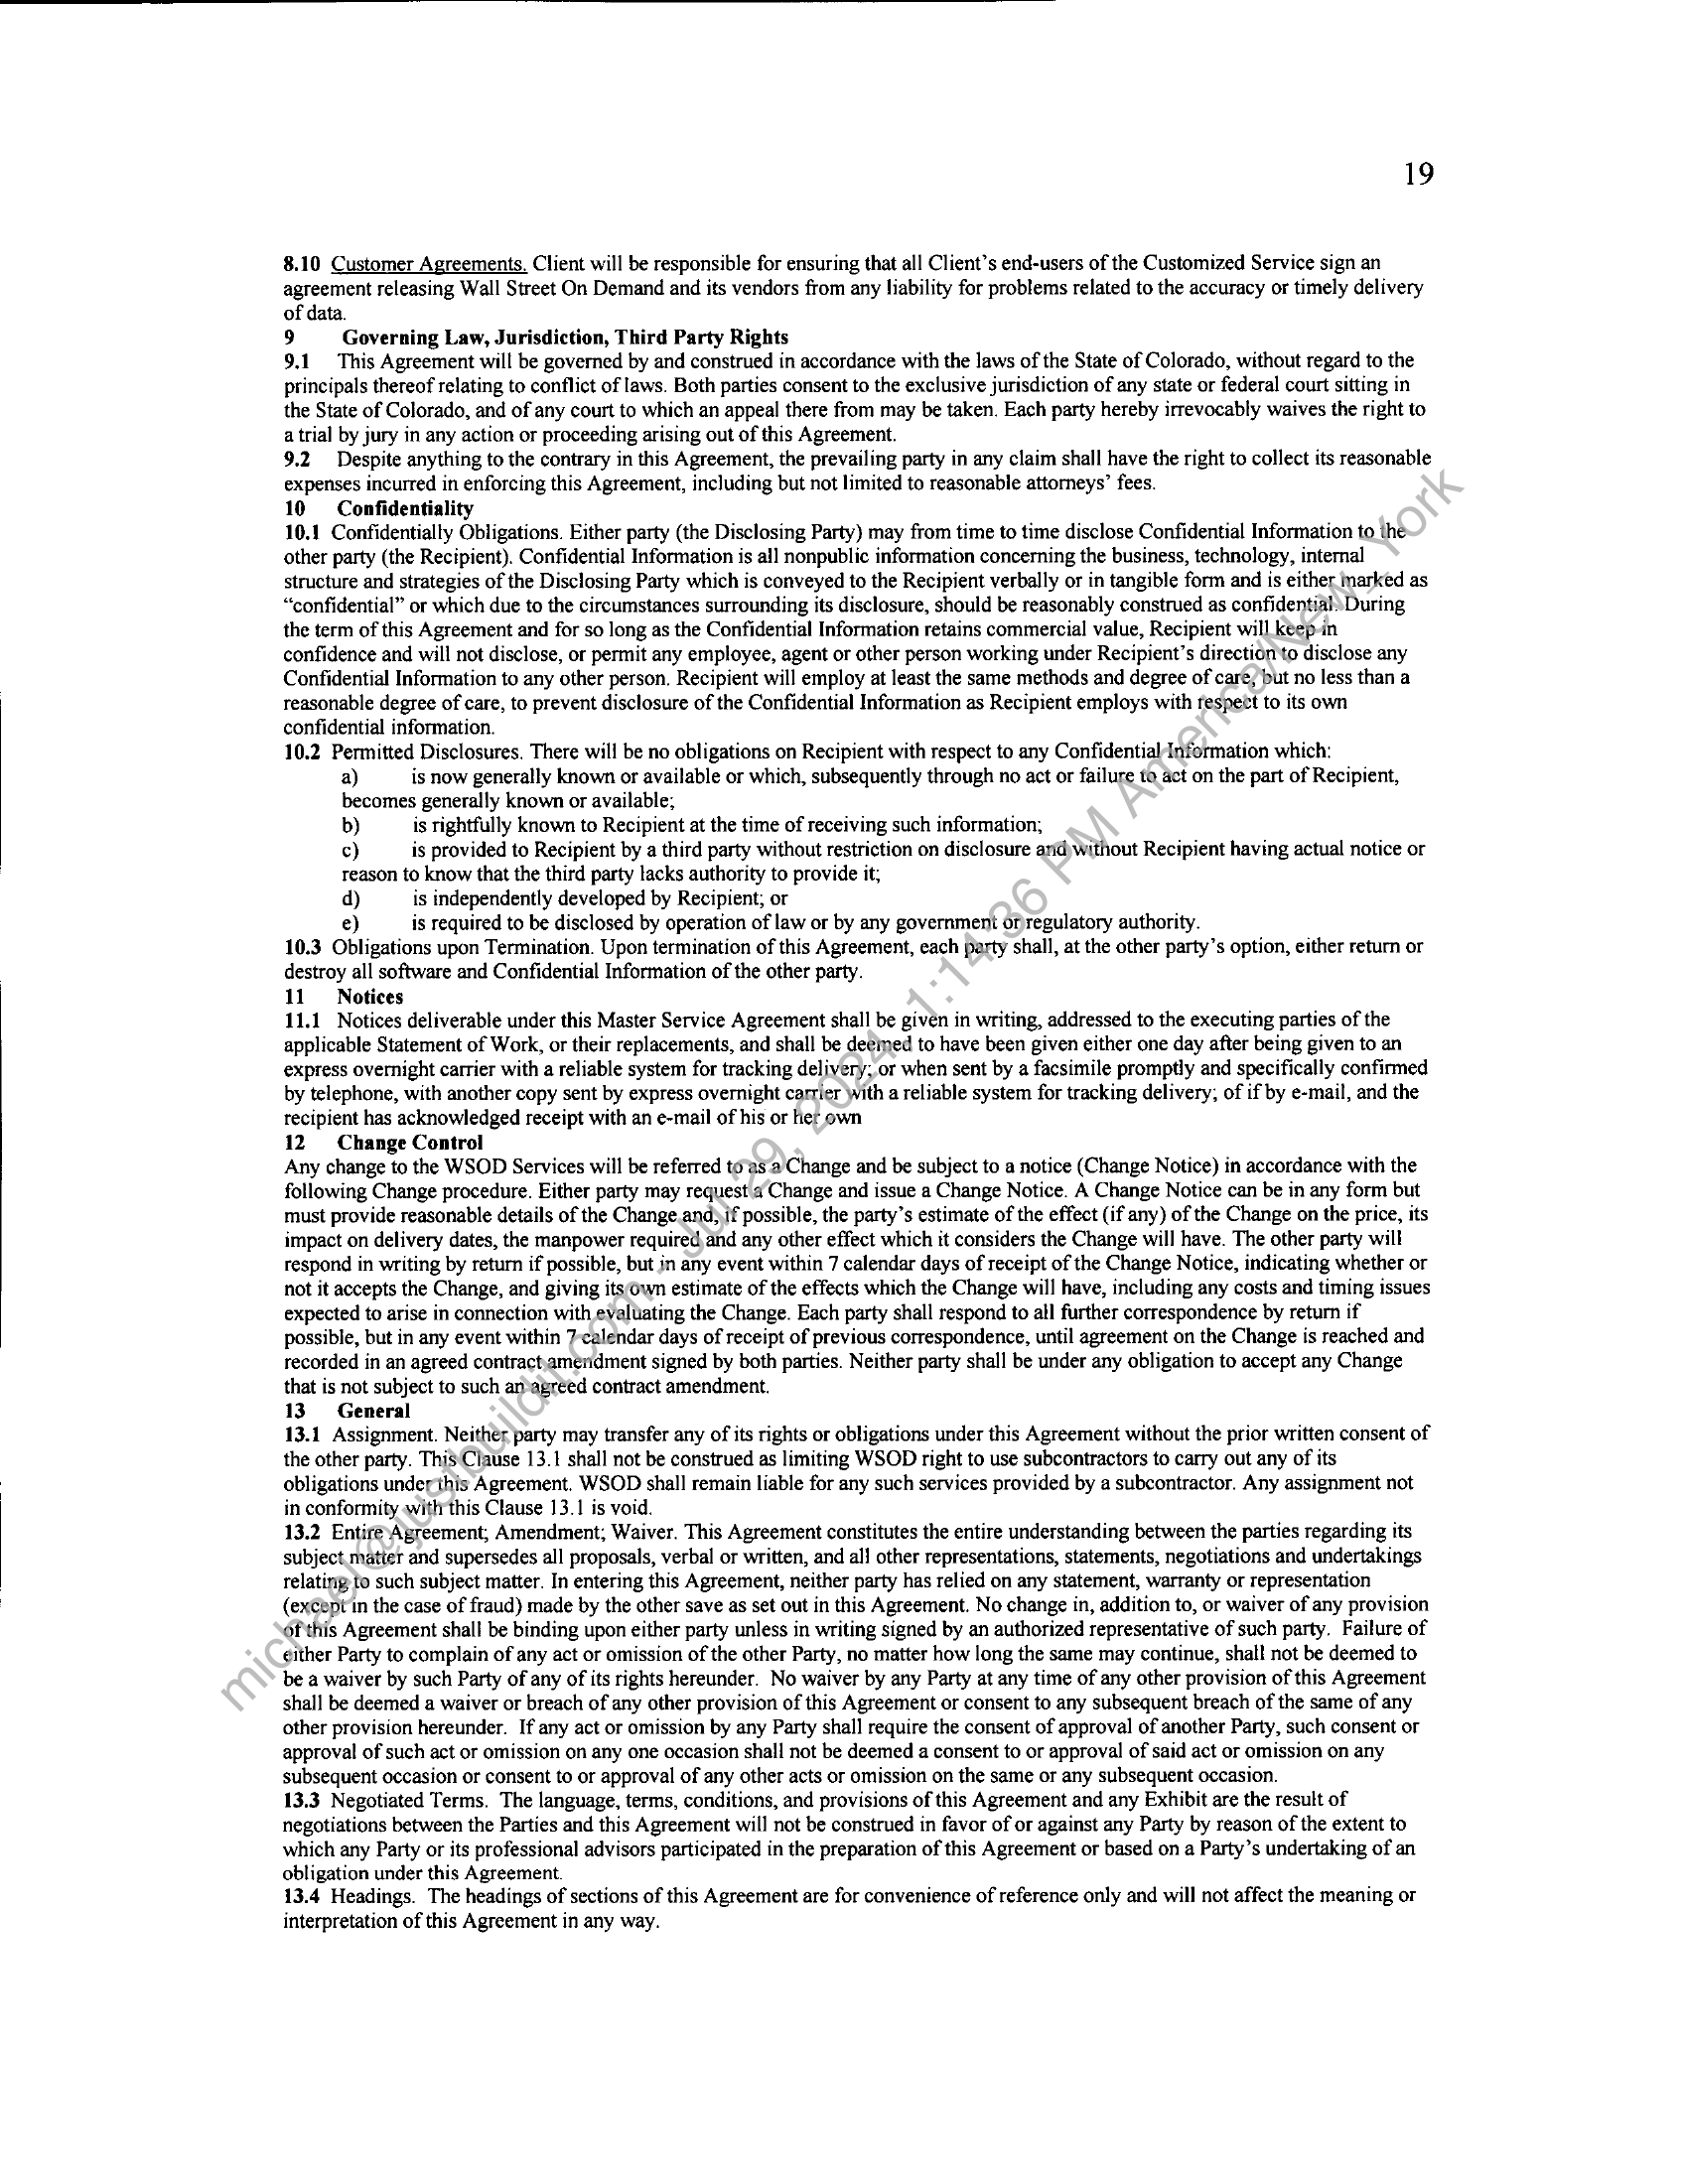 19
8.10 Customer Agreements. Client will be responsible for ensuring that all Client's end-users of the Customized Service sign an
agreement releasing Wall Street On Demand and its vendors from any liability for problems related to the accuracy or timely delivery
of data.
9 Governing Law, Jurisdiction, Third Party Rights
9.1 This Agreement will be governed by and construed in accordance with the laws of the State of Colorado, without regard to the
principals thereof relating to conflict of laws. Both parties consent to the exclusive jurisdiction of any state or federal court sitting in
the State of Colorado, and of any court to which an appeal there from may be taken. Each party hereby irrevocably waives the right to
a trial by jury in any action or proceeding arising out of this Agreement.
9.2 Despite anything to the contrary in this Agreement, the prevailing party in any claim shall have the right to collect its reasonable
expenses incurred in enforcing this Agreement, including but not limited to reasonable attorneys' fees.
10 Confidentiality
10.1 Confidentially Obligations. Either party (the Disclosing Party) may from time to time disclose Confidential Information to the
other party (the Recipient). Confidential Information is all nonpublic information concerning the business, technology, internal
structure and strategies of the Disclosing Party which is conveyed to the Recipient verbally or in tangible form and is either marked as
“confidential” or which due to the circumstances surrounding its disclosure, should be reasonably construed as confidential. During
the term of this Agreement and for so long as the Confidential Information retains commercial value, Recipient will keep in
confidence and will not disclose, or permit any employee, agent or other person working under Recipient's direction to disclose any
Confidential Information to any other person. Recipient will employ at least the same methods and degree of care, but no less than a
reasonable degree of care, to prevent disclosure of the Confidential Information as Recipient employs with respect to its own
confidential information.
10.2 Permitted Disclosures. There will be no obligations on Recipient with respect to any Confidential Information which:
a) is now generally known or available or which, subsequently through no act or failure to act on the part of Recipient,
becomes generally known or available;
b) is rightfully known to Recipient at the time of receiving such information;
c) is provided to Recipient by a third party without restriction on disclosure and without Recipient having actual notice or
reason to know that the third party lacks authority to provide it;
d) is independently developed by Recipient; or
e) is required to be disclosed by operation of law or by any government or regulatory authority.
10.3 Obligations upon Termination. Upon termination of this Agreement, each party shall, at the other party's option, either return or
destroy all software and Confidential Information of the other party.
11 Notices
11.1 Notices deliverable under this Master Service Agreement shall be given in writing, addressed to the executing parties of the
applicable Statement of Work, or their replacements, and shall be deemed to have been given either one day after being given to an
express overnight carrier with a reliable system for tracking delivery; or when sent by a facsimile promptly and specifically confirmed
by telephone, with another copy sent by express overnight carrier with a reliable system for tracking delivery; of if by e-mail, and the
recipient has acknowledged receipt with an e-mail of his or her own
12 Change Control
Any change to the WSOD Services will be referred to as a Change and be subject to a notice (Change Notice) in accordance with the
following Change procedure. Either party may request a Change and issue a Change Notice. A Change Notice can be in any form but
must provide reasonable details of the Change and, if possible, the party's estimate of the effect (if any) of the Change on the price, its
impact on delivery dates, the manpower required and any other effect which it considers the Change will have. The other party will
respond in writing by return if possible, but in any event within 7 calendar days of receipt of the Change Notice, indicating whether or
not it accepts the Change, and giving its own estimate of the effects which the Change will have, including any costs and timing issues
expected to arise in connection with evaluating the Change. Each party shall respond to all further correspondence by return if
possible, but in any event within 7 calendar days of receipt of previous correspondence, until agreement on the Change is reached and
recorded in an agreed contract amendment signed by both parties. Neither party shall be under any obligation to accept any Change
that is not subject to such an agreed contract amendment.
13 General
13.1 Assignment. Neither party may transfer any of its rights or obligations under this Agreement without the prior written consent of
the other party. This Clause 13.1 shall not be construed as limiting WSOD right to use subcontractors to carry out any of its
obligations under this Agreement. WSOD shall remain liable for any such services provided by a subcontractor. Any assignment not
in conformity with this Clause 13.1 is void.
13.2 Entire Agreement; Amendment; Waiver. This Agreement constitutes the entire understanding between the parties regarding its
subject matter and supersedes all proposals, verbal or written, and all other representations, statements, negotiations and undertakings
relating to such subject matter. In entering this Agreement, neither party has relied on any statement, warranty or representation
(except in the case of fraud) made by the other save as set out in this Agreement. No change in, addition to, or waiver of any provision
of this Agreement shall be binding upon either party unless in writing signed by an authorized representative of such party. Failure of
either Party to complain of any act or omission of the other Party, no matter how long the same may continue, shall not be deemed to
be a waiver by such Party of any of its rights hereunder. No waiver by any Party at any time of any other provision of this Agreement
shall be deemed a waiver or breach of any other provision of this Agreement or consent to any subsequent breach of the same of any
other provision hereunder. If any act or omission by any Party shall require the consent of approval of another Party, such consent or
approval of such act or omission on any one occasion shall not be deemed a consent to or approval of said act or omission on any
subsequent occasion or consent to or approval of any other acts or omission on the same or any subsequent occasion.
13.3 Negotiated Terms. The language, terms, conditions, and provisions of this Agreement and any Exhibit are the result of
negotiations between the Parties and this Agreement will not be construed in favor of or against any Party by reason of the extent to
which any Party or its professional advisors participated in the preparation of this Agreement or based on a Party's undertaking of an
obligation under this Agreement.
13.4 Headings. The headings of sections of this Agreement are for convenience of reference only and will not affect the meaning or
interpretation of this Agreement in any way.
michael@justbuildit.com - Jul 29, 2024, 1:14:36 PM America/New_York